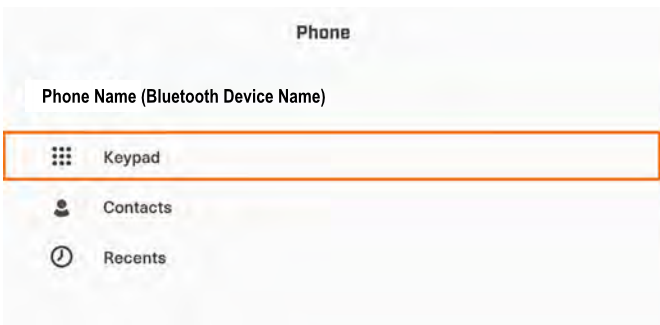 Phone
Phone Name (Bluetooth Device Name)
Keypad
Contacts
Recents